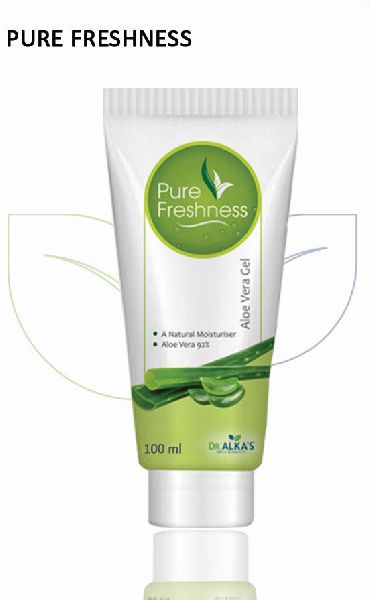 PURE FRESHNESS
Pure
Freshness
Aloe Vera Gel
• A Natural Moisturiser
• Aloe Vera 92%
100 ml
DR.ALKA'S